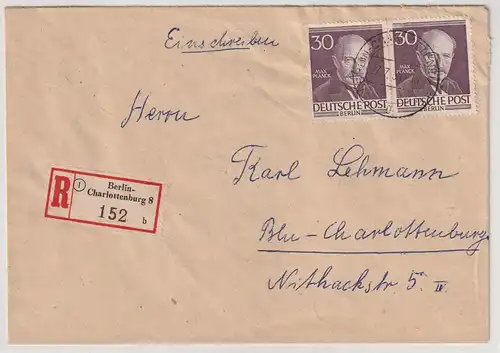 Einschreiben
30
MAX
PLANCK
DEUTSCHE POST
BERLIN
30
MAX
PLANCK
DEUTSCHE POST
BERLIN
Herrn
Karl Lehmann
Bln-Charlottenburg
Nithackstr. 5 IV
R
Berlin-
Charlottenburg 8
152 b